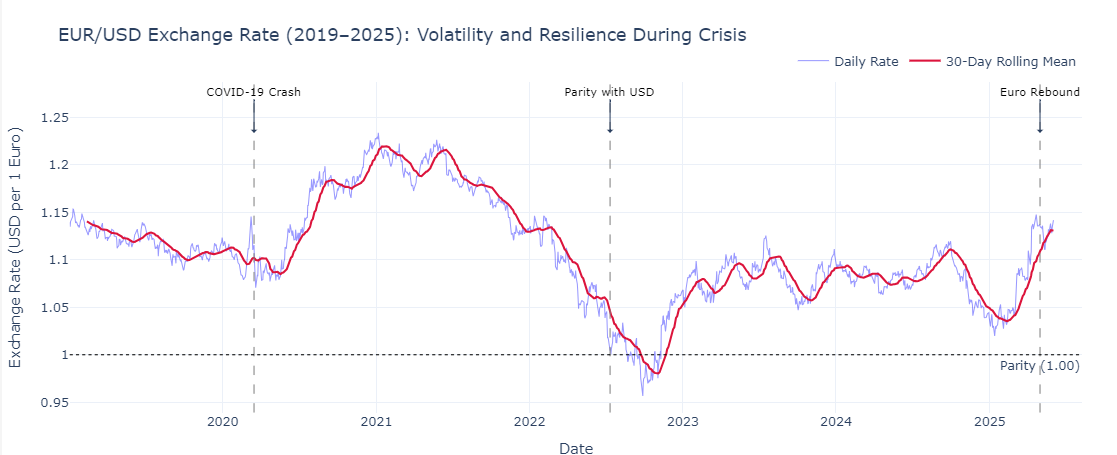 EUR/USD Exchange Rate (2019–2025): Volatility and Resilience During Crisis
Daily Rate
30-Day Rolling Mean
COVID-19 Crash
Parity with USD
Euro Rebound
1.25
1.2
1.15
1.1
1.05
1
0.95
Exchange Rate (USD per 1 Euro)
Parity (1.00)
2020
2021
2022
2023
2024
2025
Date